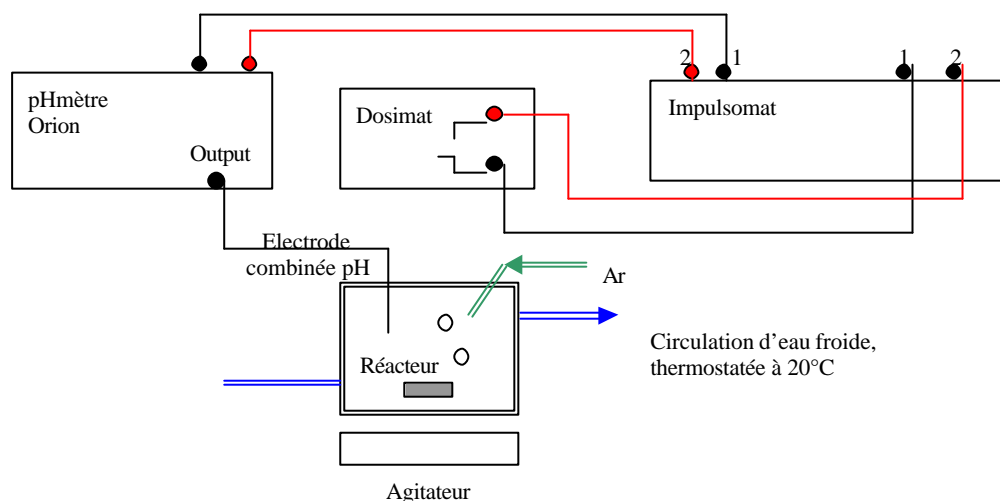 2 1 1 2
pHmètre
Orion
Output
Dosimat
Impulsomat
Electrode
combinée pH
Ar
Réacteur
Circulation d'eau froide,
thermostatée à 20°C
Agitateur